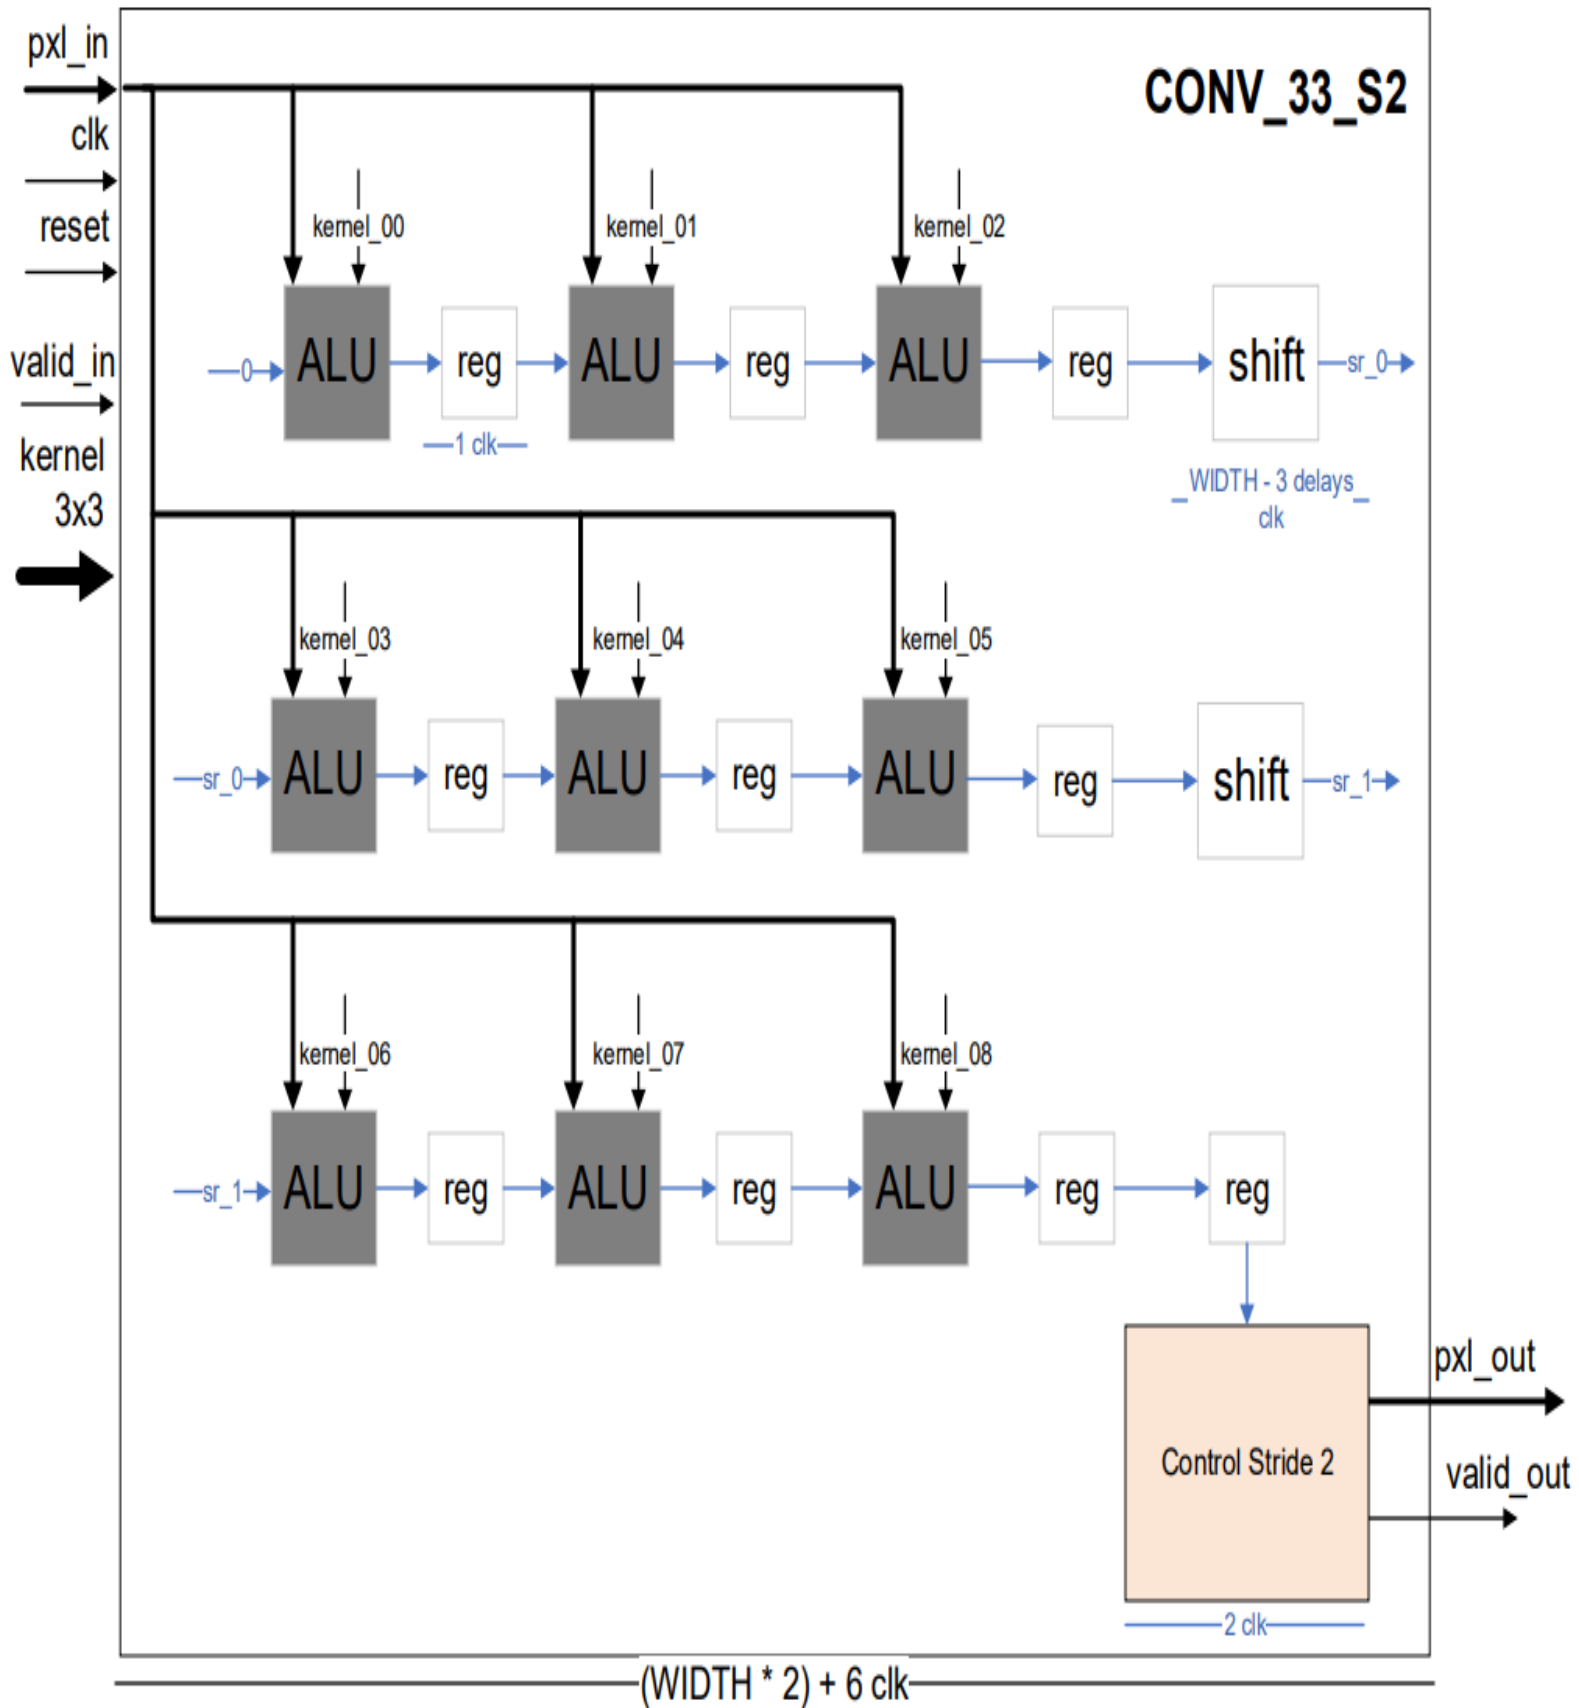 pxl_in
CONV_33_S2
clk
reset
kernel_00
kernel_01
kernel_02
valid_in
0
ALU
reg
ALU
reg
ALU
reg
shift
sr_0
1 clk
kernel
3x3
WIDTH - 3 delays
clk
kernel_03
kernel_04
kernel_05
sr_0
ALU
reg
ALU
reg
ALU
reg
shift
sr_1
kernel_06
kernel_07
kernel_08
sr_1
ALU
reg
ALU
reg
ALU
reg
reg
pxl_out
Control Stride 2
valid_out
2 clk
(WIDTH * 2) + 6 clk